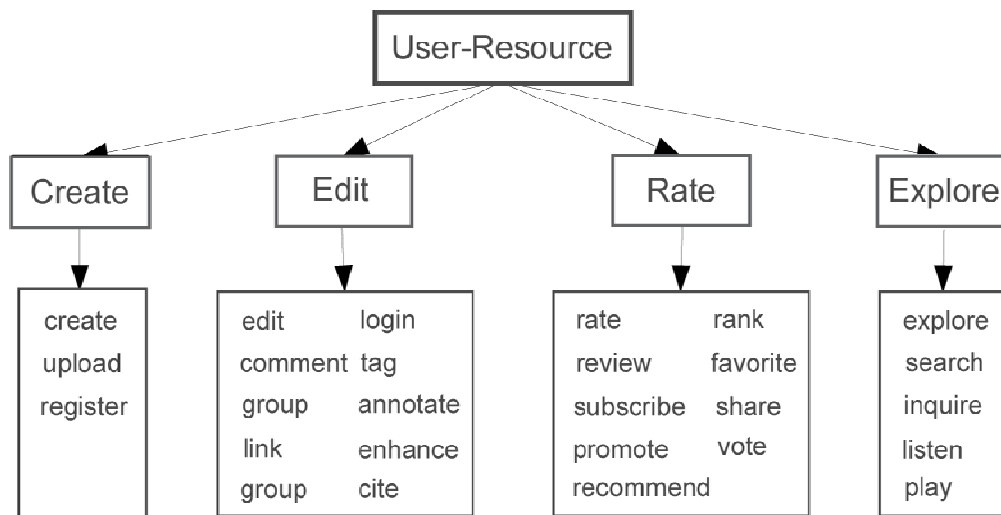 User-Resource
Create
Edit
Rate
Explore
create
upload
register
edit login
comment tag
group annotate
link enhance
group cite
rate rank
review favorite
subscribe share
promote vote
recommend
explore
search
inquire
listen
play